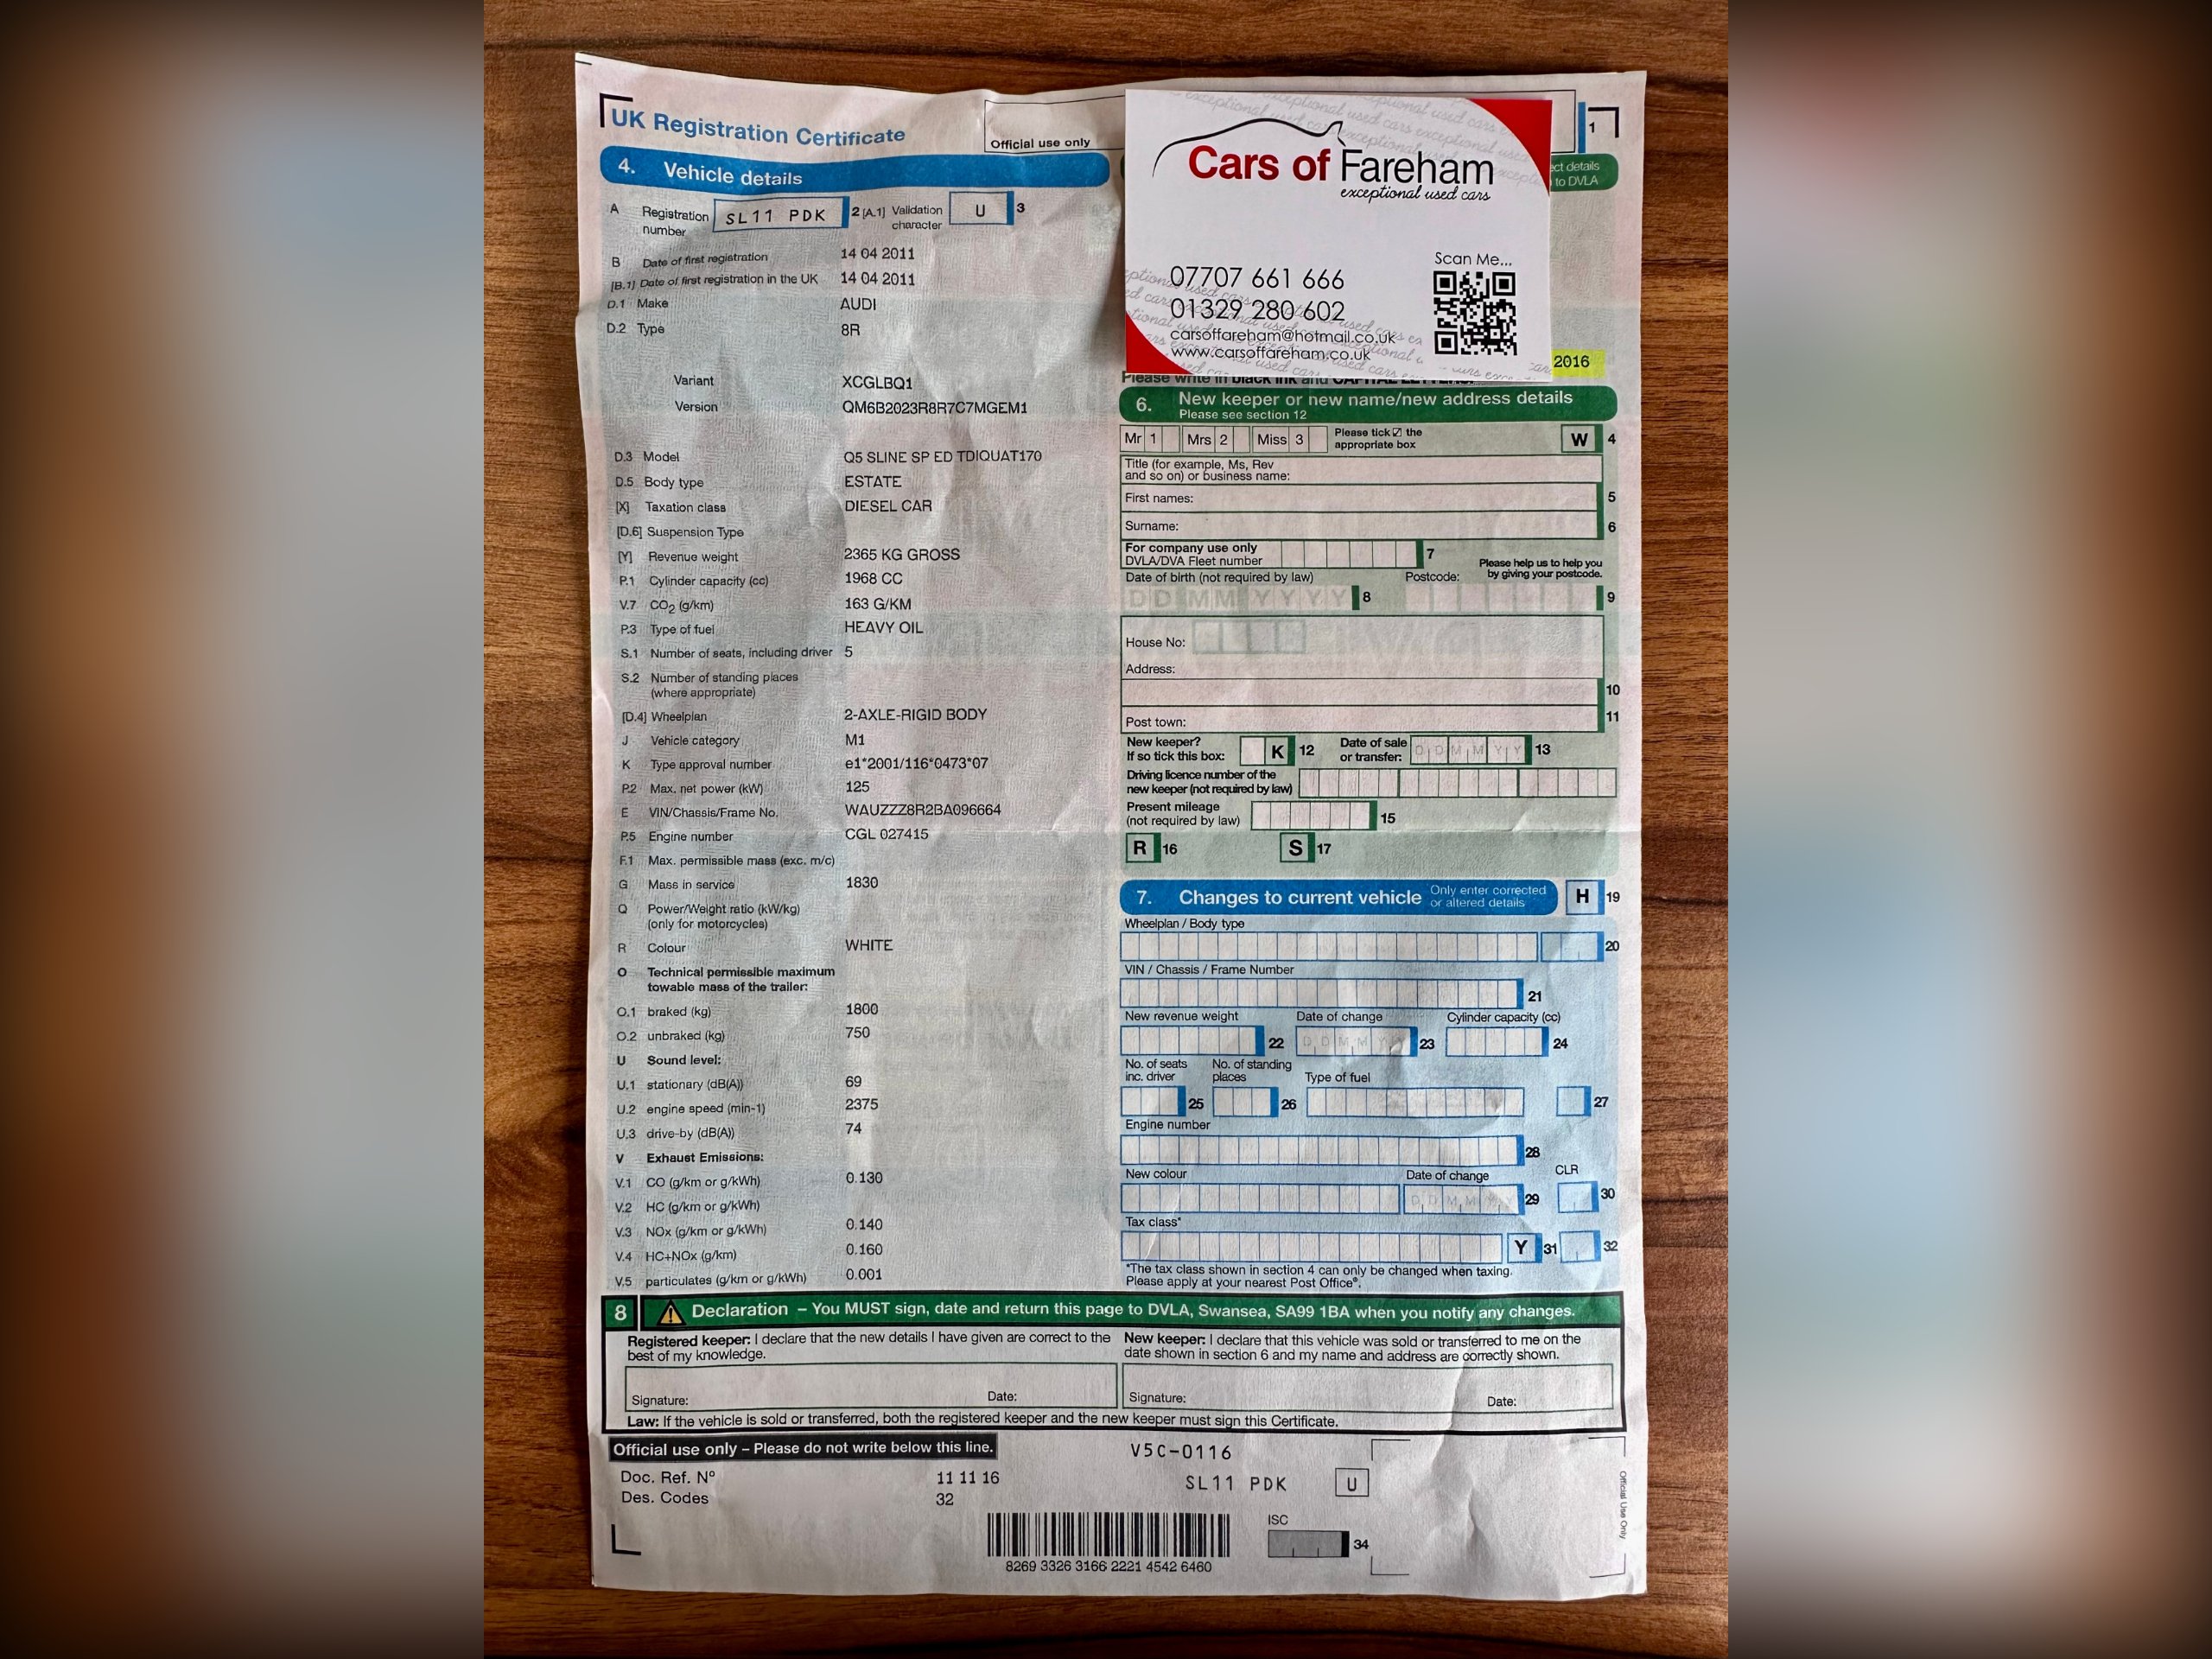 UK Registration Certificate
Official use only
1
4. Vehicle details
A Registration number SL11 PDK 2 [A.1] Validation character U 3
B Date of first registration 14 04 2011
[B.1] Date of first registration in the UK 14 04 2011
D.1 Make AUDI
D.2 Type 8R
Variant XCGLBQ1
Version QM6B2023R8R7C7MGEM1
D.3 Model Q5 SLINE SP ED TDIQUAT170
D.5 Body type ESTATE
[X] Taxation class DIESEL CAR
[D.6] Suspension Type
[Y] Revenue weight 2365 KG GROSS
P.1 Cylinder capacity (cc) 1968 CC
V.7 CO2 (g/km) 163 G/KM
P.3 Type of fuel HEAVY OIL
S.1 Number of seats, including driver 5
S.2 Number of standing places
(where appropriate)
[D.4] Wheelplan 2-AXLE-RIGID BODY
J Vehicle category M1
K Type approval number e1*2001/116*0473*07
P.2 Max. net power (kW) 125
E VIN/Chassis/Frame No. WAUZZZ8R2BA096664
P.5 Engine number CGL 027415
F.1 Max. permissible mass (exc. m/c)
G Mass in service 1830
Q Power/Weight ratio (kW/kg)
(only for motorcycles)
R Colour WHITE
O Technical permissible maximum
towable mass of the trailer:
O.1 braked (kg) 1800
O.2 unbraked (kg) 750
U Sound level:
U.1 stationary (dB(A)) 69
U.2 engine speed (min-1) 2375
U.3 drive-by (dB(A)) 74
V Exhaust Emissions:
V.1 CO (g/km or g/kWh) 0.130
V.2 HC (g/km or g/kWh)
V.3 NOx (g/km or g/kWh) 0.140
V.4 HC+NOx (g/km) 0.160
V.5 particulates (g/km or g/kWh) 0.001
Cars of Fareham
exceptional used cars
Scan Me...
07707 661 666
01329 280 602
carsoffareham@hotmail.co.uk
www.carsoffareham.co.uk
details
to DVLA
2016
Please write in black ink and CAPITAL LETTERS.
6. New keeper or new name/new address details
Please see section 12
Mr 1 Mrs 2 Miss 3 Please tick ☑ the appropriate box W 4
Title (for example, Ms, Rev
and so on) or business name:
First names: 5
Surname: 6
For company use only
DVLA/DVA Fleet number 7
Please help us to help you
by giving your postcode.
Date of birth (not required by law) Postcode:
DD MM YYYY 8 9
House No:
Address:
10
Post town: 11
New keeper?
If so tick this box: K 12 Date of sale or transfer: D D M M Y Y 13
Driving licence number of the
new keeper (not required by law)
Present mileage
(not required by law) 15
R 16 S 17
7. Changes to current vehicle Only enter corrected or altered details H 19
Wheelplan / Body type
20
VIN / Chassis / Frame Number
21
New revenue weight Date of change Cylinder capacity (cc)
22 D D M M Y Y 23 24
No. of seats inc. driver No. of standing places Type of fuel
25 26 27
Engine number
28
New colour Date of change CLR
D D M M Y Y 29 30
Tax class*
Y 31 32
*The tax class shown in section 4 can only be changed when taxing.
Please apply at your nearest Post Office®.
8 Declaration – You MUST sign, date and return this page to DVLA, Swansea, SA99 1BA when you notify any changes.
Registered keeper: I declare that the new details I have given are correct to the
best of my knowledge.
Signature: Date:
New keeper: I declare that this vehicle was sold or transferred to me on the
date shown in section 6 and my name and address are correctly shown.
Signature: Date:
Law: If the vehicle is sold or transferred, both the registered keeper and the new keeper must sign this Certificate.
Official use only – Please do not write below this line.
Doc. Ref. Nº 11 11 16
Des. Codes 32
V5C-0116
SL11 PDK U
ISC
34
8269 3326 3166 2221 4542 6460
Official Use Only